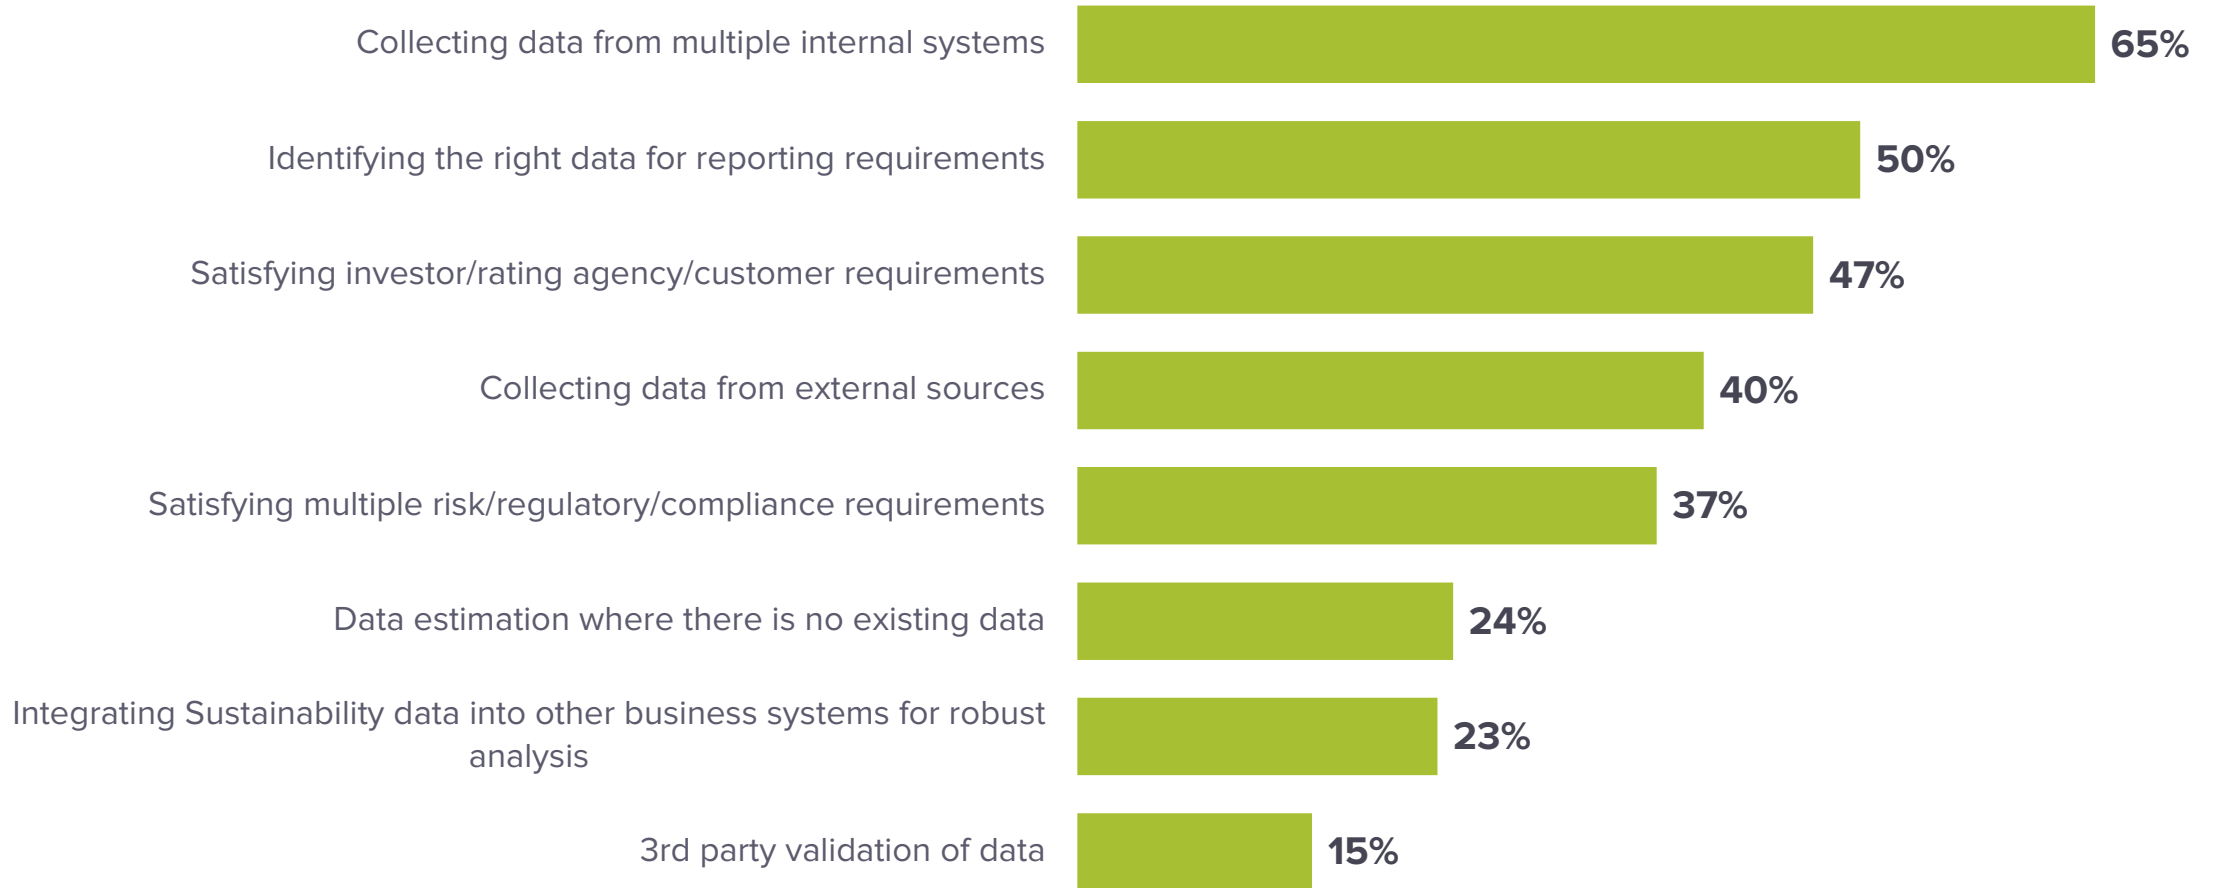 Collecting data from multiple internal systems 65%
Identifying the right data for reporting requirements 50%
Satisfying investor/rating agency/customer requirements 47%
Collecting data from external sources 40%
Satisfying multiple risk/regulatory/compliance requirements 37%
Data estimation where there is no existing data 24%
Integrating Sustainability data into other business systems for robust
analysis 23%
3rd party validation of data 15%